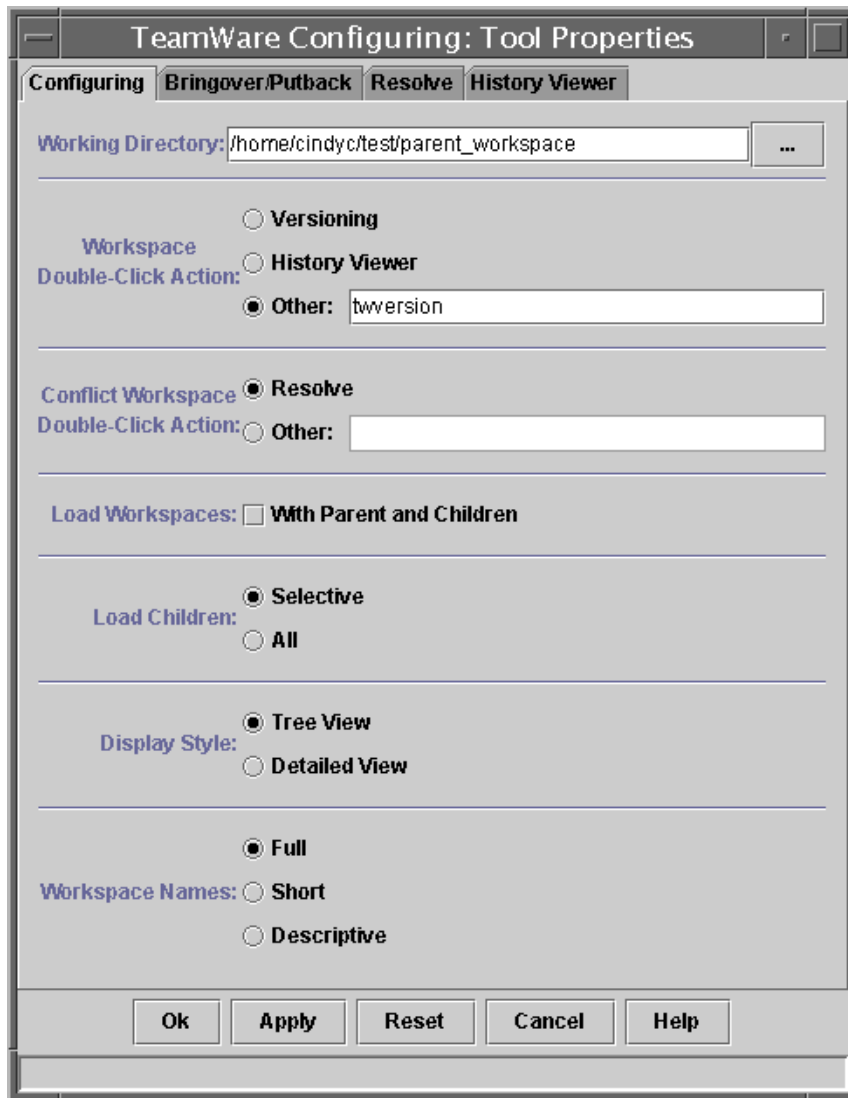 TeamWare Configuring: Tool Properties
Configuring Bringover/Putback Resolve History Viewer
Working Directory: /home/cindyc/test/parent_workspace ...
Versioning
Workspace
Double-Click Action:
History Viewer
Other: twversion
Conflict Workspace
Double-Click Action:
Resolve
Other:
Load Workspaces: With Parent and Children
Load Children:
Selective
All
Display Style:
Tree View
Detailed View
Workspace Names:
Full
Short
Descriptive
Ok Apply Reset Cancel Help